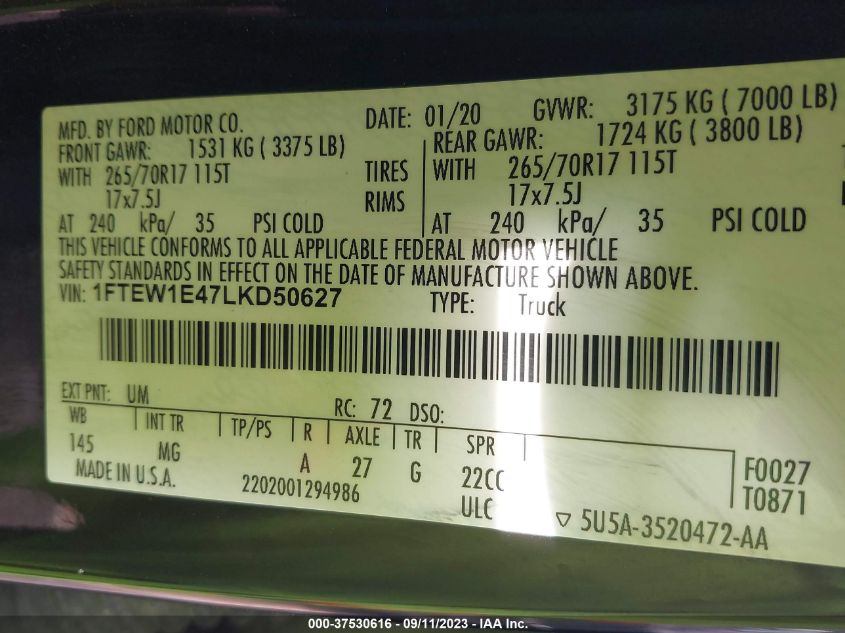 MFD. BY FORD MOTOR CO.
DATE: 01/20 GVWR: 3175 KG ( 7000 LB)
FRONT GAWR: 1531 KG ( 3375 LB)
REAR GAWR: 1724 KG ( 3800 LB)
WITH 265/70R17 115T TIRES WITH 265/70R17 115T
17x7.5J RIMS 17x7.5J
AT 240 kPa/ 35 PSI COLD AT 240 kPa/ 35 PSI COLD
THIS VEHICLE CONFORMS TO ALL APPLICABLE FEDERAL MOTOR VEHICLE
SAFETY STANDARDS IN EFFECT ON THE DATE OF MANUFACTURE SHOWN ABOVE.
VIN: 1FTEW1E47LKD50627 TYPE: Truck
EXT PNT: UM RC: 72 DSO:
WB INT TR TP/PS R AXLE TR SPR
145 MG A 27 G 22CC
F0027
MADE IN U.S.A. 2202001294986 ULC
T0871
▽ 5U5A-3520472-AA
000-37530616 - 09/11/2023 - IAA Inc.